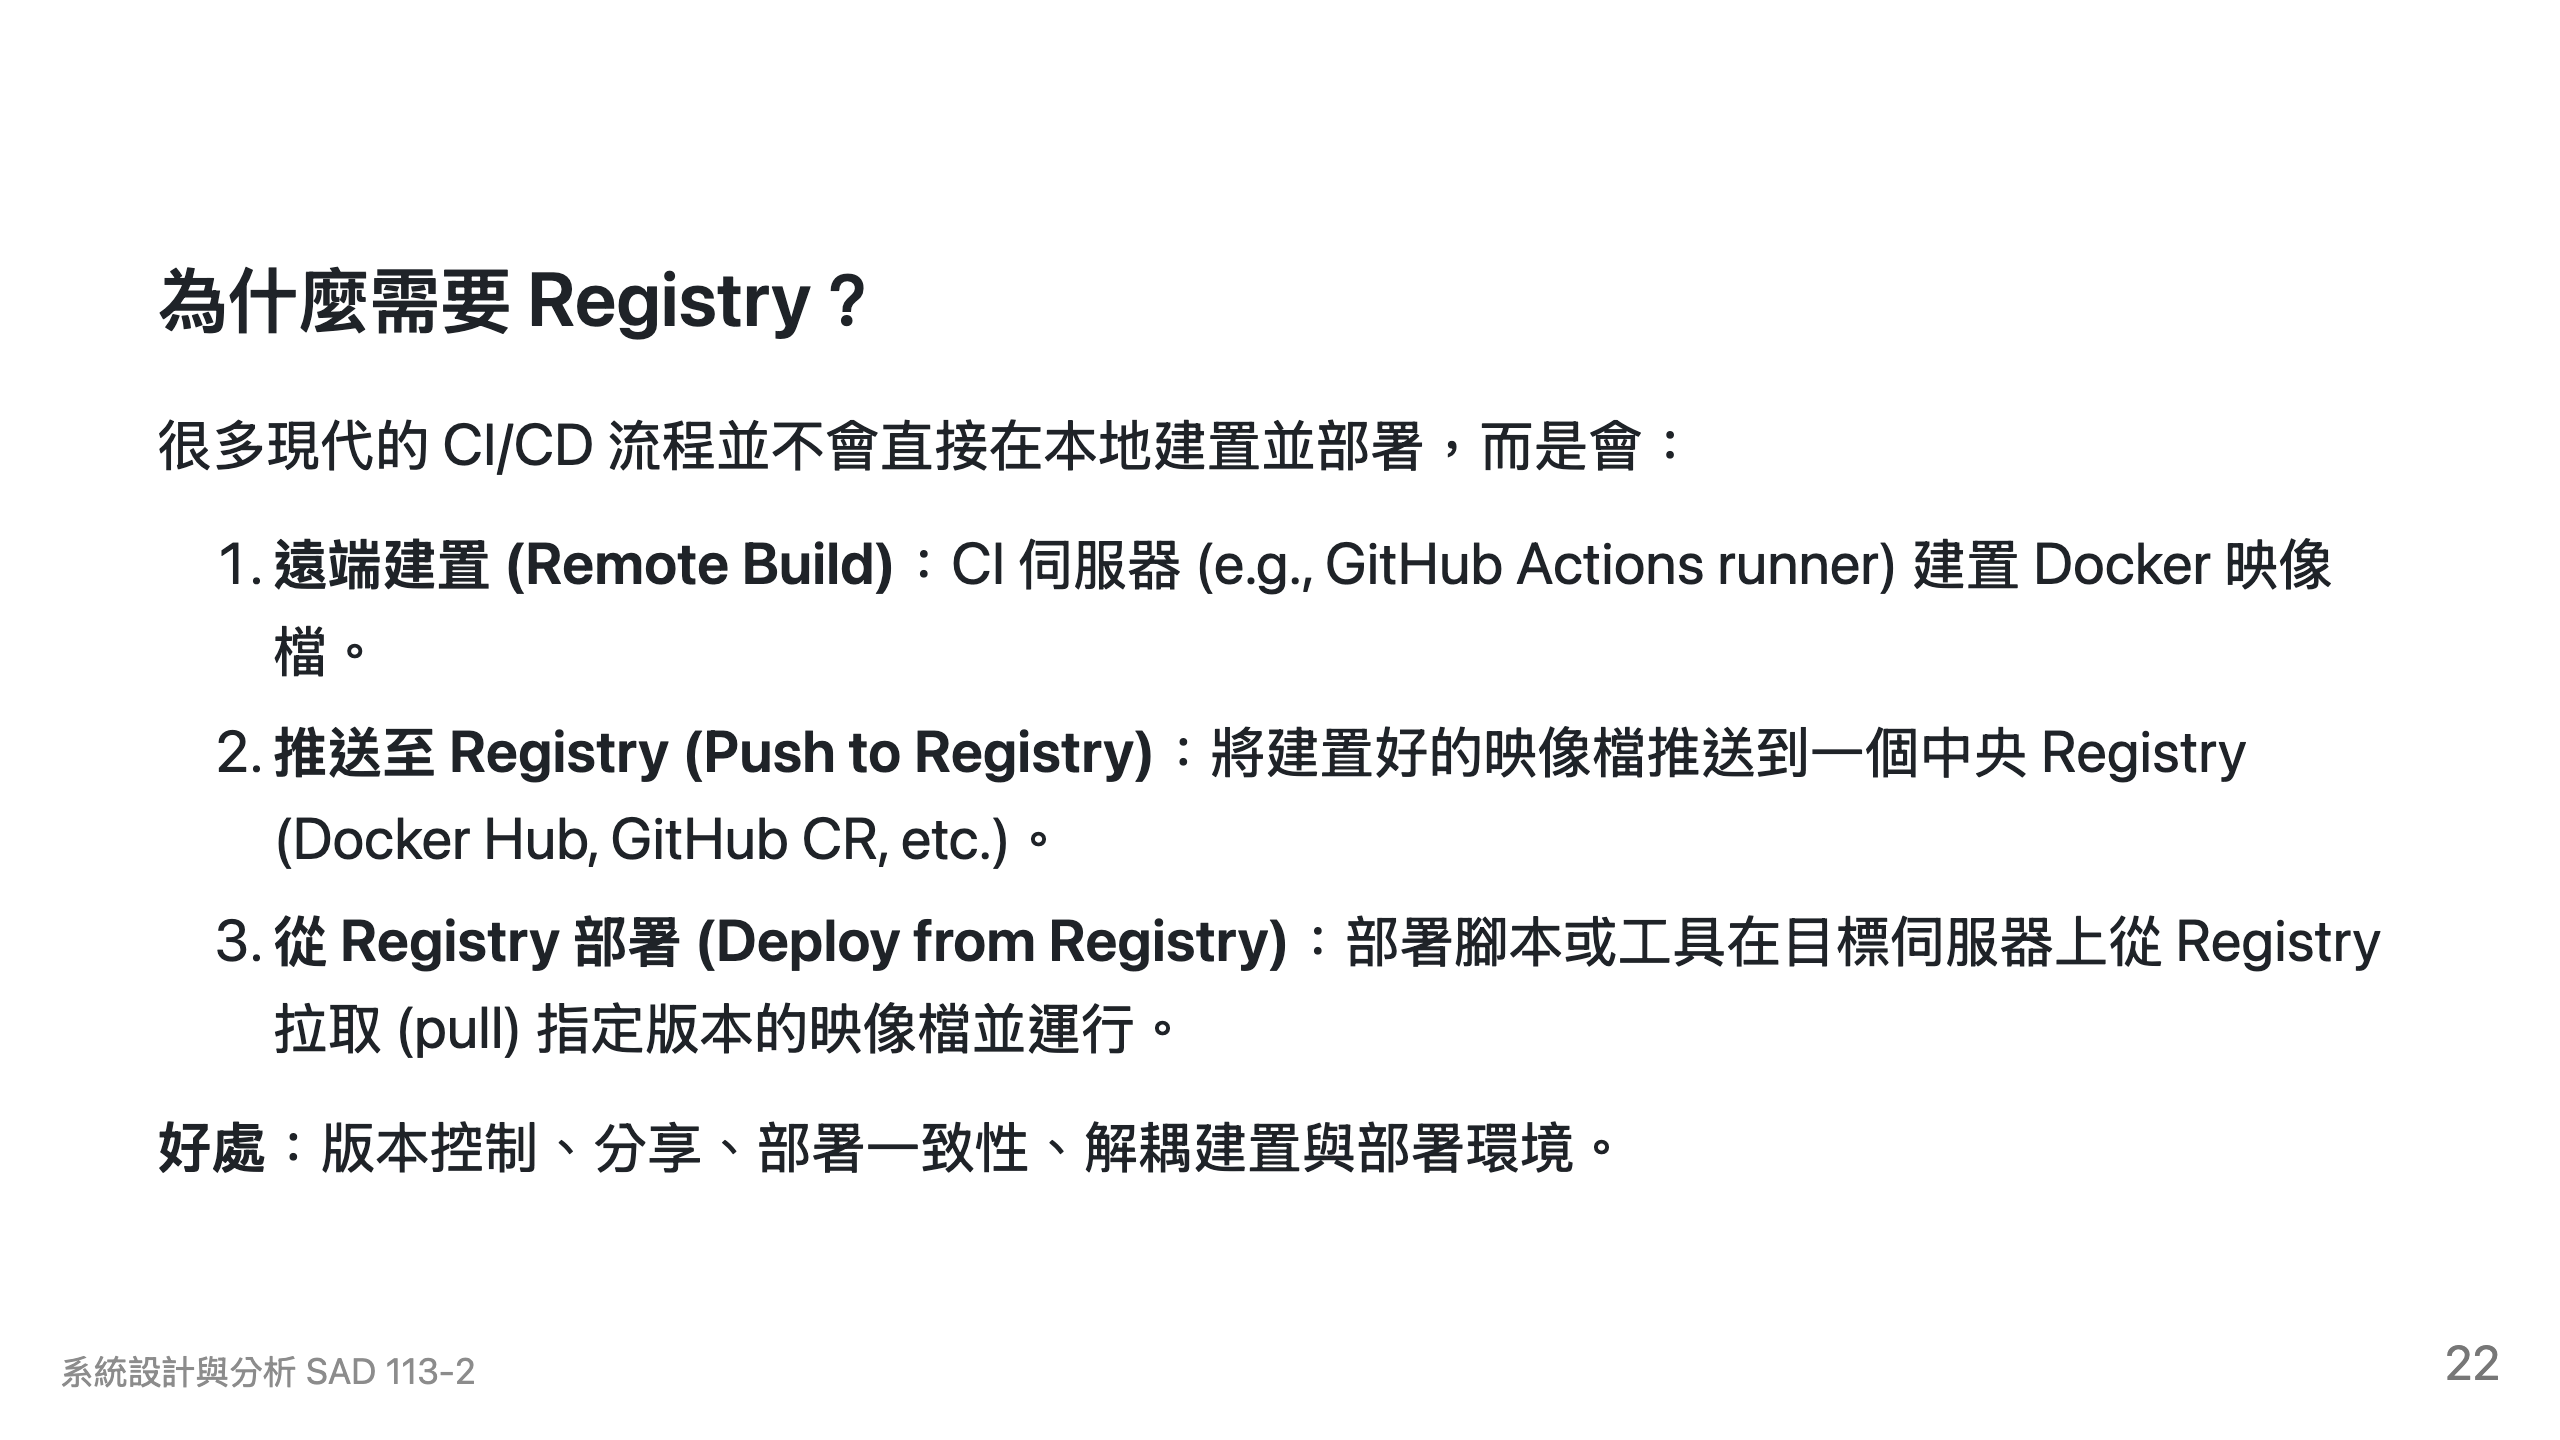 為什麼需要 Registry？
很多現代的 CI/CD 流程並不會直接在本地建置並部署，而是會：
1. 遠端建置 (Remote Build)：CI 伺服器 (e.g., GitHub Actions runner) 建置 Docker 映像
檔。
2. 推送至 Registry (Push to Registry)：將建置好的映像檔推送到一個中央 Registry
(Docker Hub, GitHub CR, etc.)。
3. 從 Registry 部署 (Deploy from Registry)：部署腳本或工具在目標伺服器上從 Registry
拉取 (pull) 指定版本的映像檔並運行。
好處：版本控制、分享、部署一致性、解耦建置與部署環境。
系統設計與分析 SAD 113-2
22